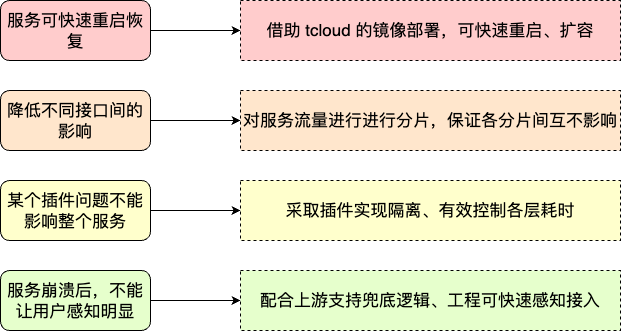 服务可快速重启恢
复
借助 tcloud 的镜像部署，可快速重启、扩容
降低不同接口间的
影响
对服务流量进行进行分片，保证各分片间互不影响
某个插件问题不能
影响整个服务
采取插件实现隔离、有效控制各层耗时
服务崩溃后，不能
让用户感知明显
配合上游支持兜底逻辑、工程可快速感知接入